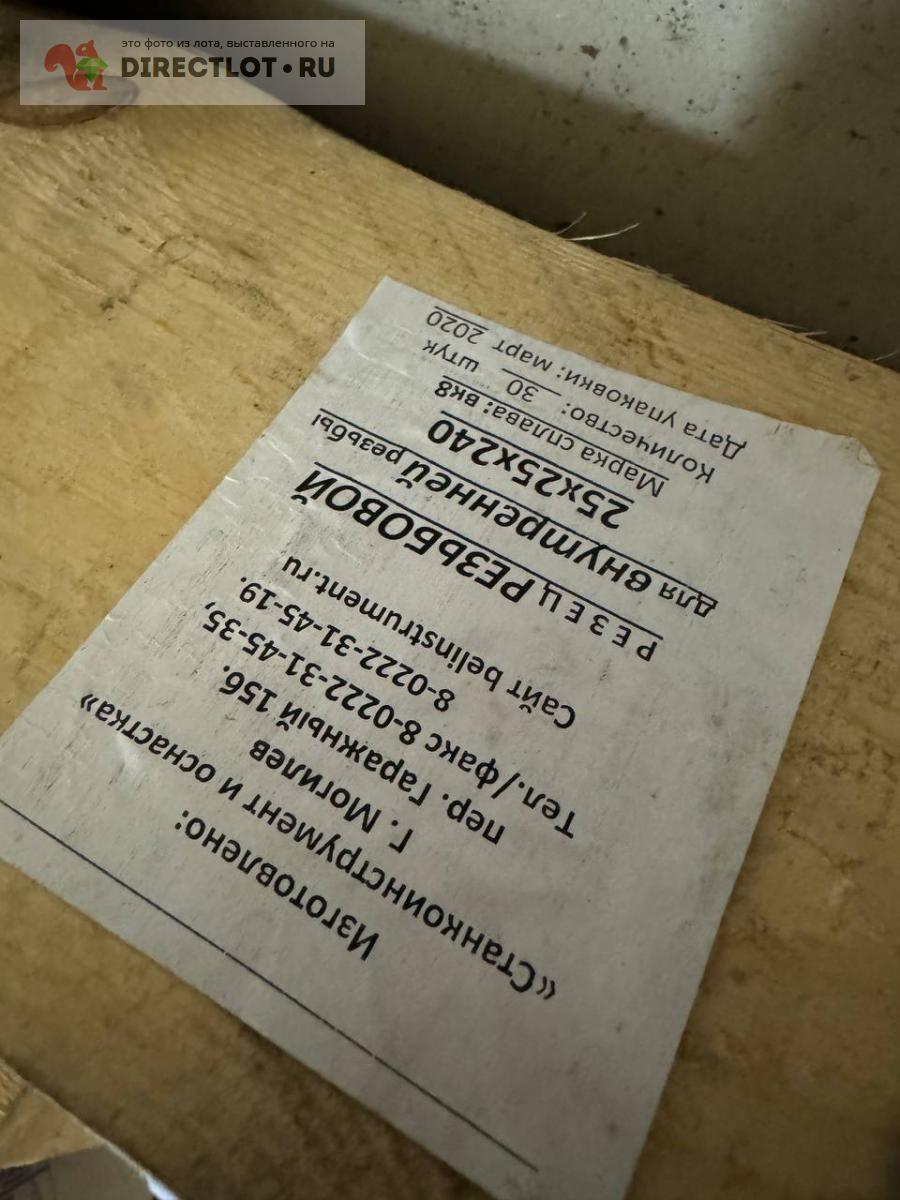 это фото из лота, выставленного на
DIRECTLOT•RU
Изготовлено:
«Станкоинструмент и оснастка»
Г. Могилев
пер. Гаражный 15б.
Тел./факс 8-0222-31-45-35,
8-0222-31-45-19.
Сайт belinstrument.ru
РЕЗЕЦ РЕЗЬБОВОЙ
для внутренней резьбы
25х25х240
Марка сплава: вк8
Количество: 30 штук
Дата упаковки: март 2020